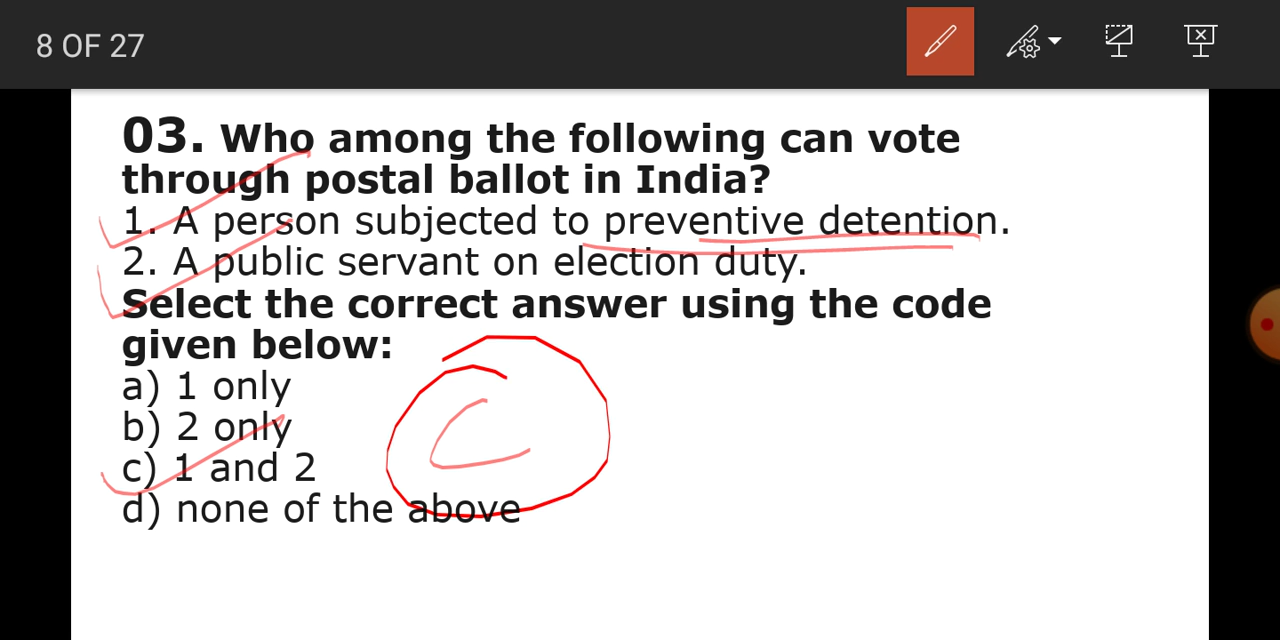 8 OF 27
03. Who among the following can vote
through postal ballot in India?
1. A person subjected to preventive detention.
2. A public servant on election duty.
Select the correct answer using the code
given below:
a) 1 only
b) 2 only
c) 1 and 2
d) none of the above
C